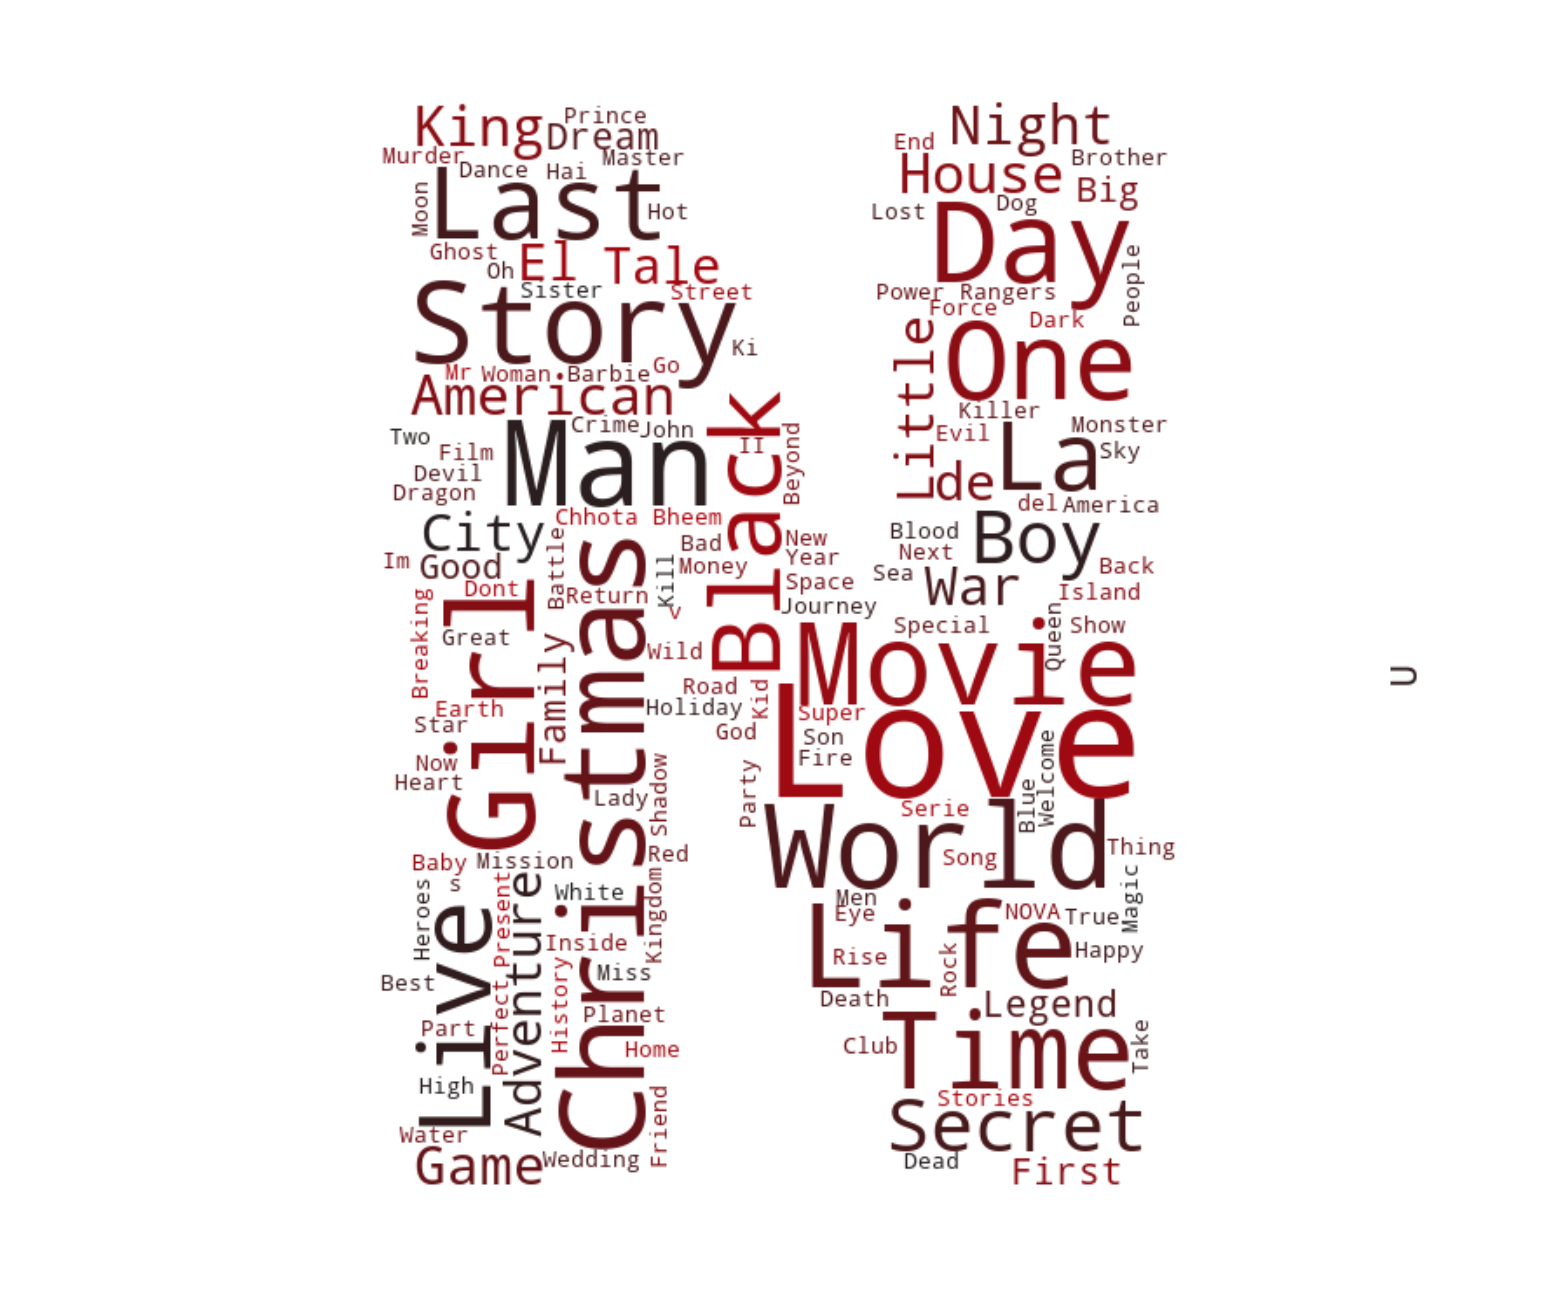 King
Prince
Dream
Murder
Dance
Hai
Master
Moon
Last
Hot
Ghost
Oh
El
Tale
Sister
Street
Story
Ki
Mr
Woman
Barbie
Go
American
Two
Film
Devil
Dragon
Man
Crime
John
Black
II
Beyond
City
Chhota Bheem
Im
Good
Battle
Bad
Money
Kill
New
Year
Space
Journey
Dont
Return
v
Breaking
Girl
Great
Family
Christmas
Wild
Road
Holiday
Kid
God
Earth
Star
Now
Heart
Lady
Shadow
Party
Baby
Mission
Red
s
Heroes
Live
Perfect
Present
Adventure
White
Kingdom
Inside
History
Miss
Best
Planet
Part
Home
High
Friend
Water
Game
Wedding
Night
End
House
Brother
Big
Lost
Dog
Day
People
Power Rangers
Force
Dark
Little
One
Killer
Evil
La
Monster
Sky
de
del
America
Blood
Boy
Next
Sea
War
Back
Island
Special
Queen
Show
Movie
Love
Super
Son
Fire
Welcome
Blue
Serie
World
Song
Thing
Men
Eye
Life
NOVA
True
Magic
Rise
Rock
Happy
Death
Legend
Club
Time
Take
Stories
Secret
Dead
First
U